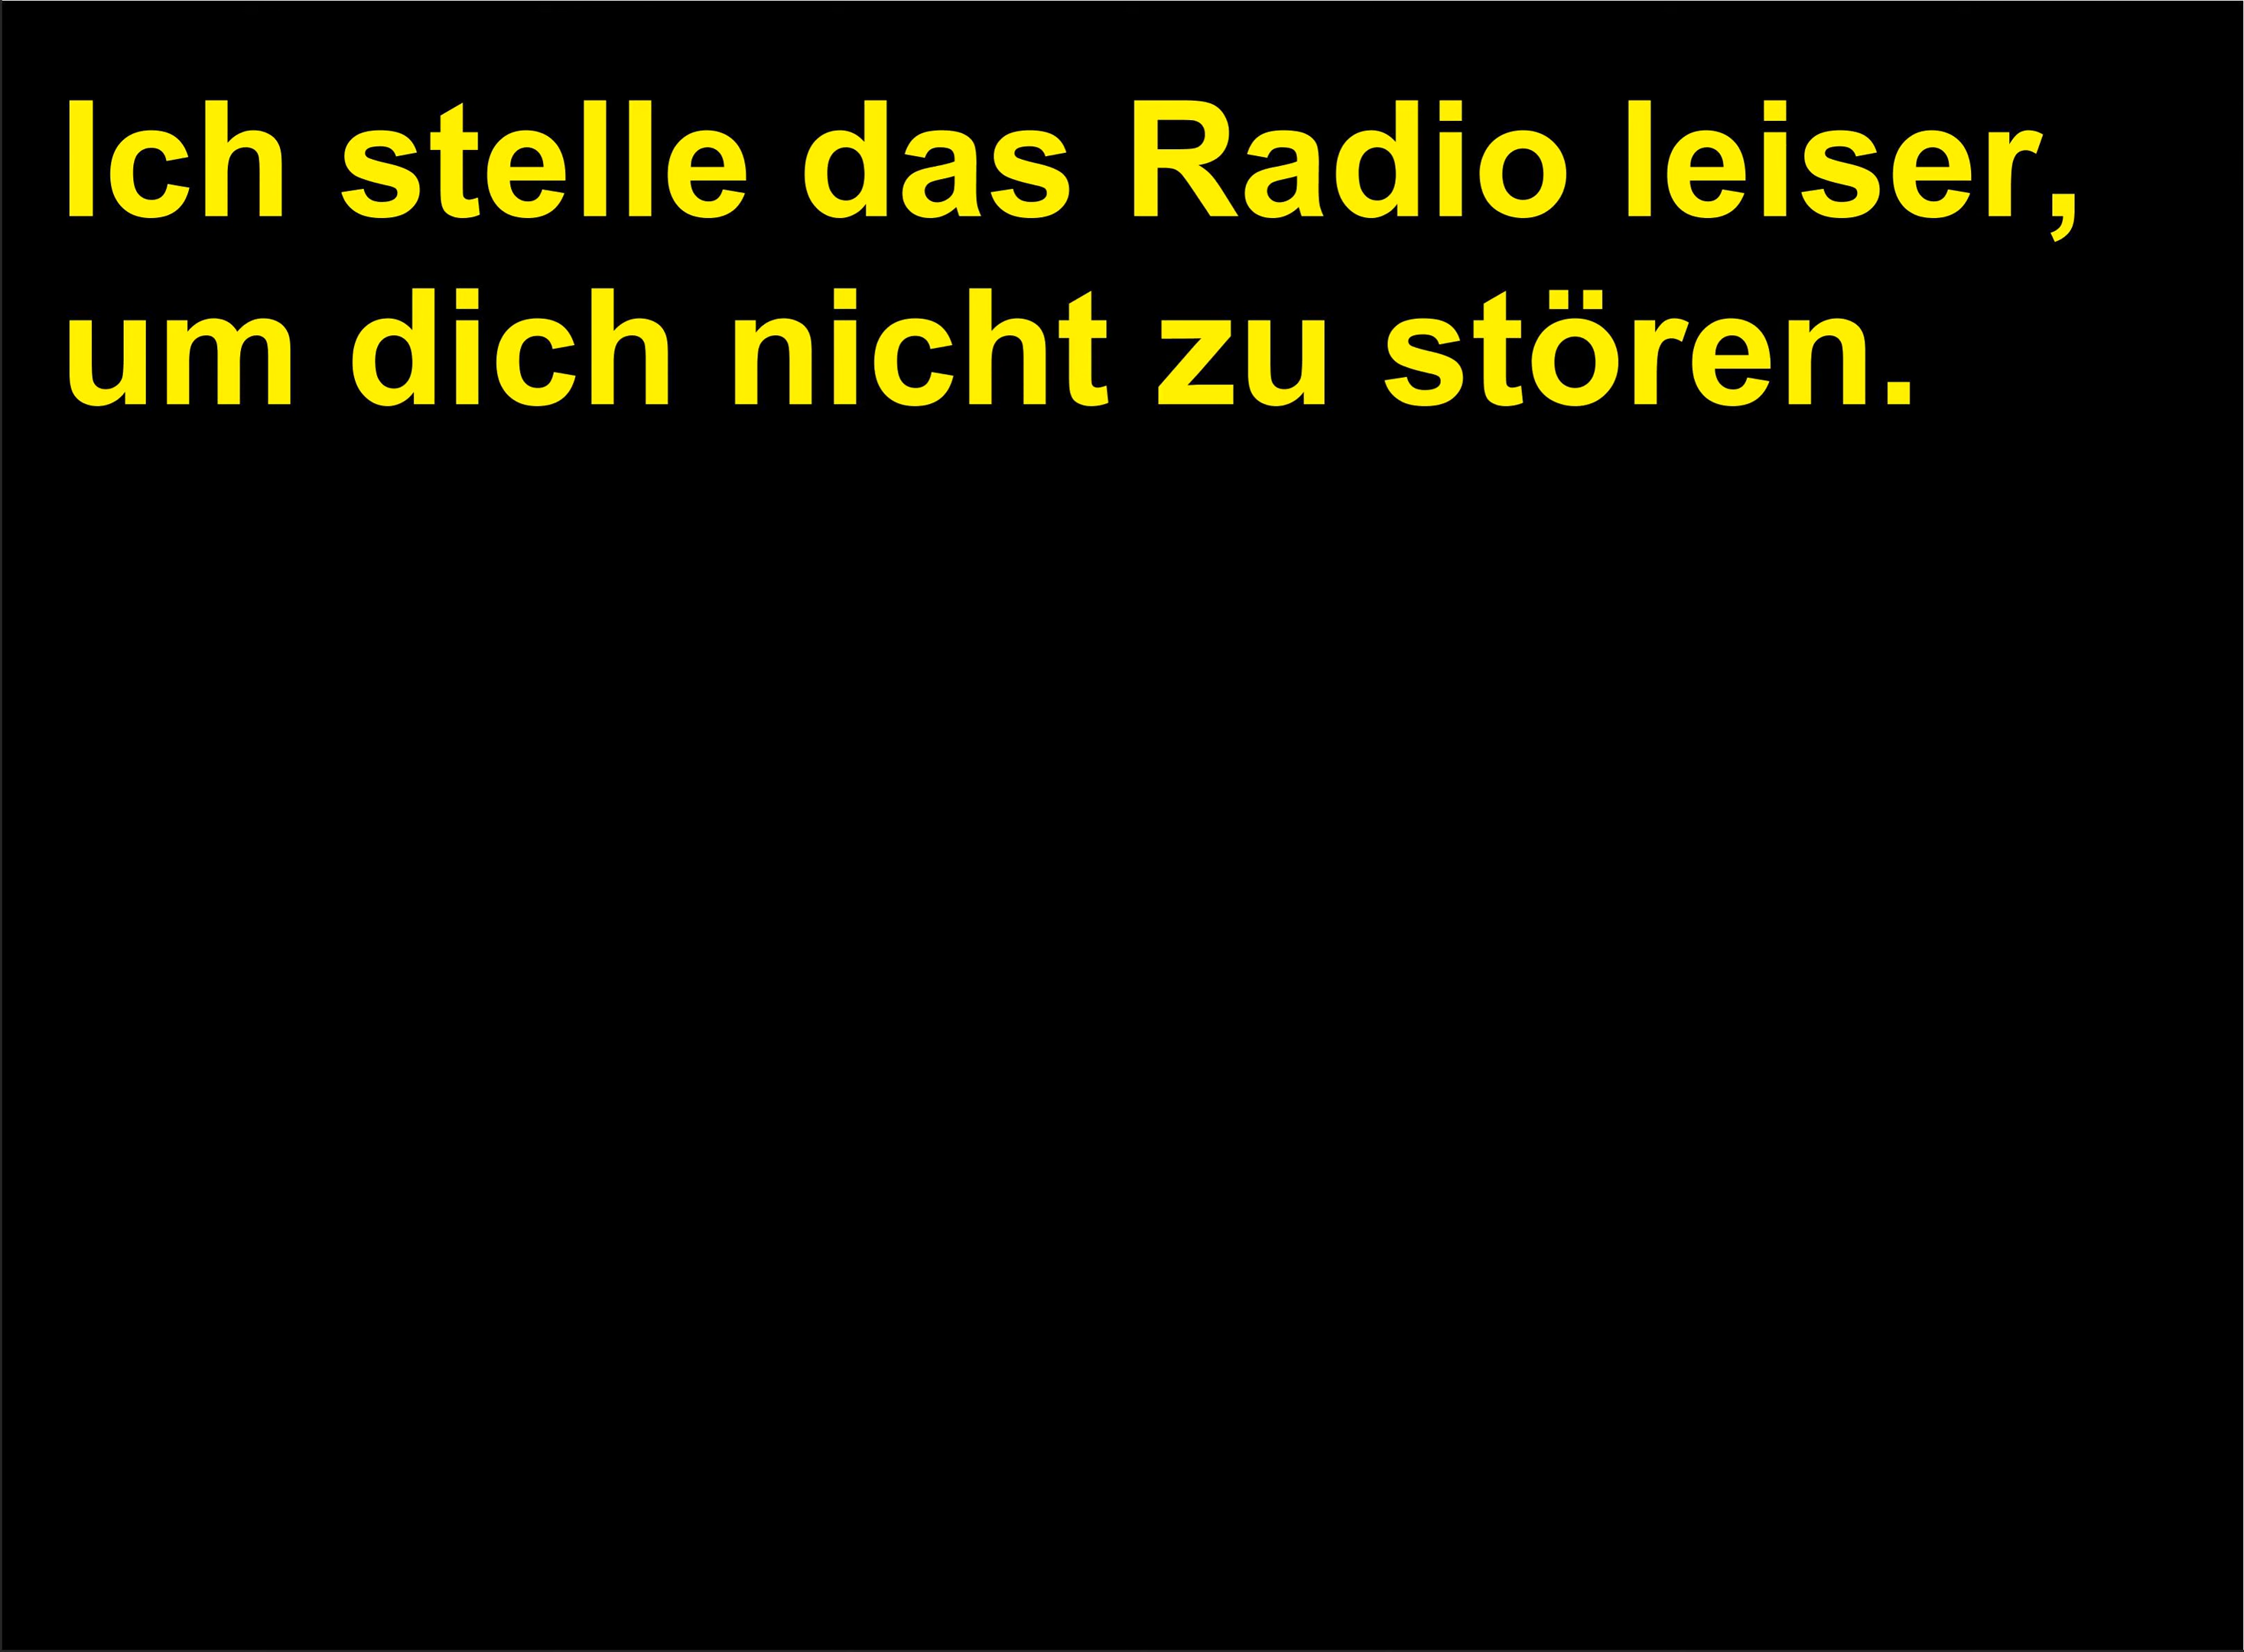 Ich stelle das Radio leiser,
um dich nicht zu stören.